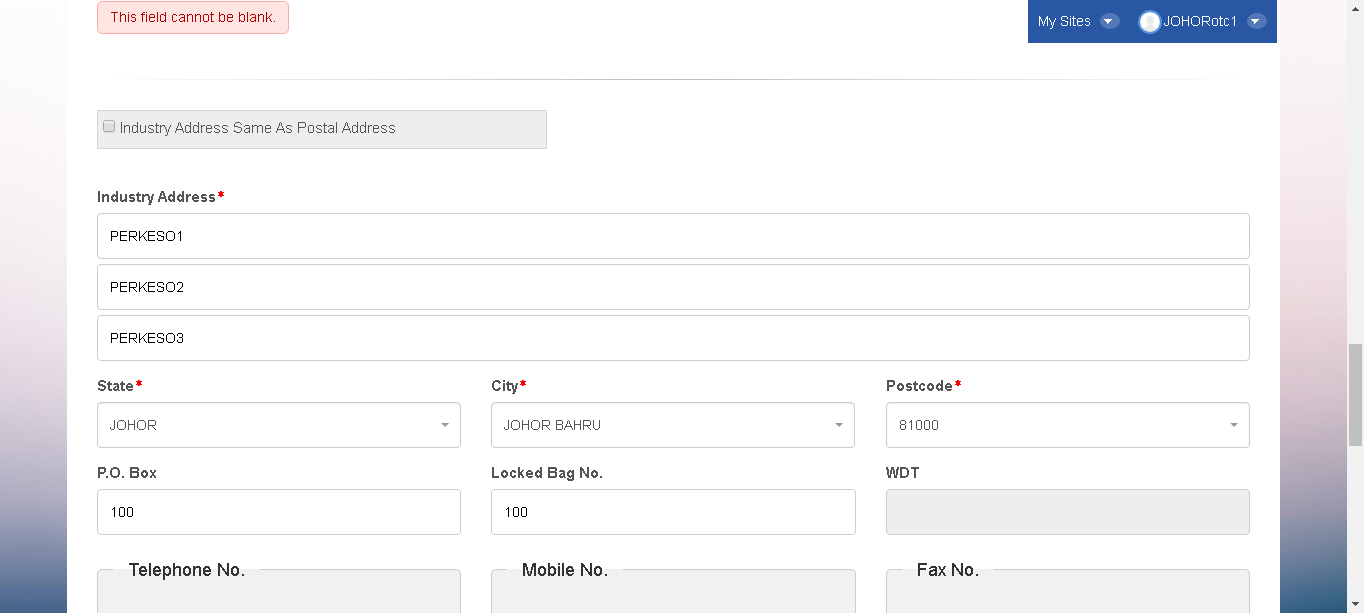 This field cannot be blank.
My Sites JOHORotc1
Industry Address Same As Postal Address
Industry Address*
PERKESO1
PERKESO2
PERKESO3
State* City* Postcode*
JOHOR JOHOR BAHRU 81000
P.O. Box Locked Bag No. WDT
100 100
Telephone No. Mobile No. Fax No.